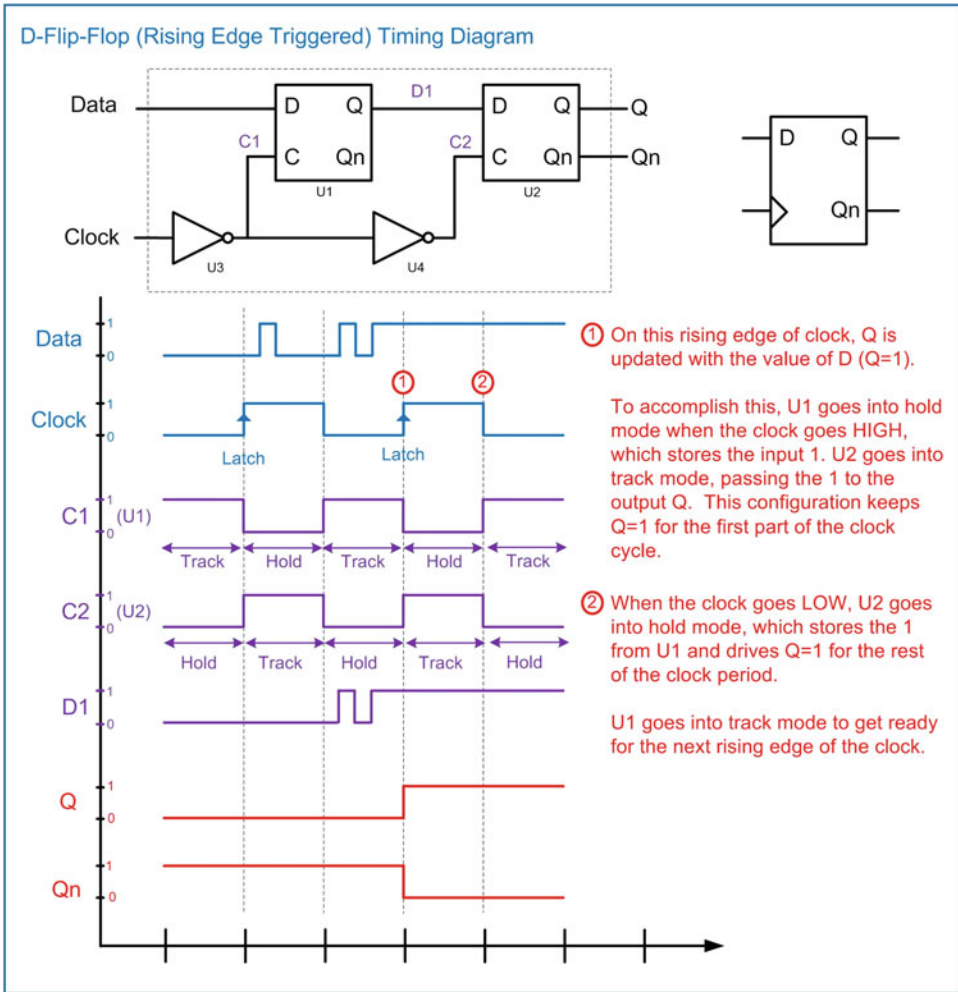 D-Flip-Flop (Rising Edge Triggered) Timing Diagram
Data
D
Q
D1
D
Q
Q
C1
C
Qn
C2
C
Qn
Qn
U1
U2
Clock
U3
U4
D
Q
Qn
Data
1
0
Clock
1
0
Latch
Latch
1
2
C1 (U1)
1
0
Track
Hold
Track
Hold
Track
C2 (U2)
1
0
Hold
Track
Hold
Track
Hold
D1
1
0
Q
1
0
Qn
1
0
1 On this rising edge of clock, Q is
updated with the value of D (Q=1).
To accomplish this, U1 goes into hold
mode when the clock goes HIGH,
which stores the input 1. U2 goes into
track mode, passing the 1 to the
output Q. This configuration keeps
Q=1 for the first part of the clock
cycle.
2 When the clock goes LOW, U2 goes
into hold mode, which stores the 1
from U1 and drives Q=1 for the rest
of the clock period.
U1 goes into track mode to get ready
for the next rising edge of the clock.